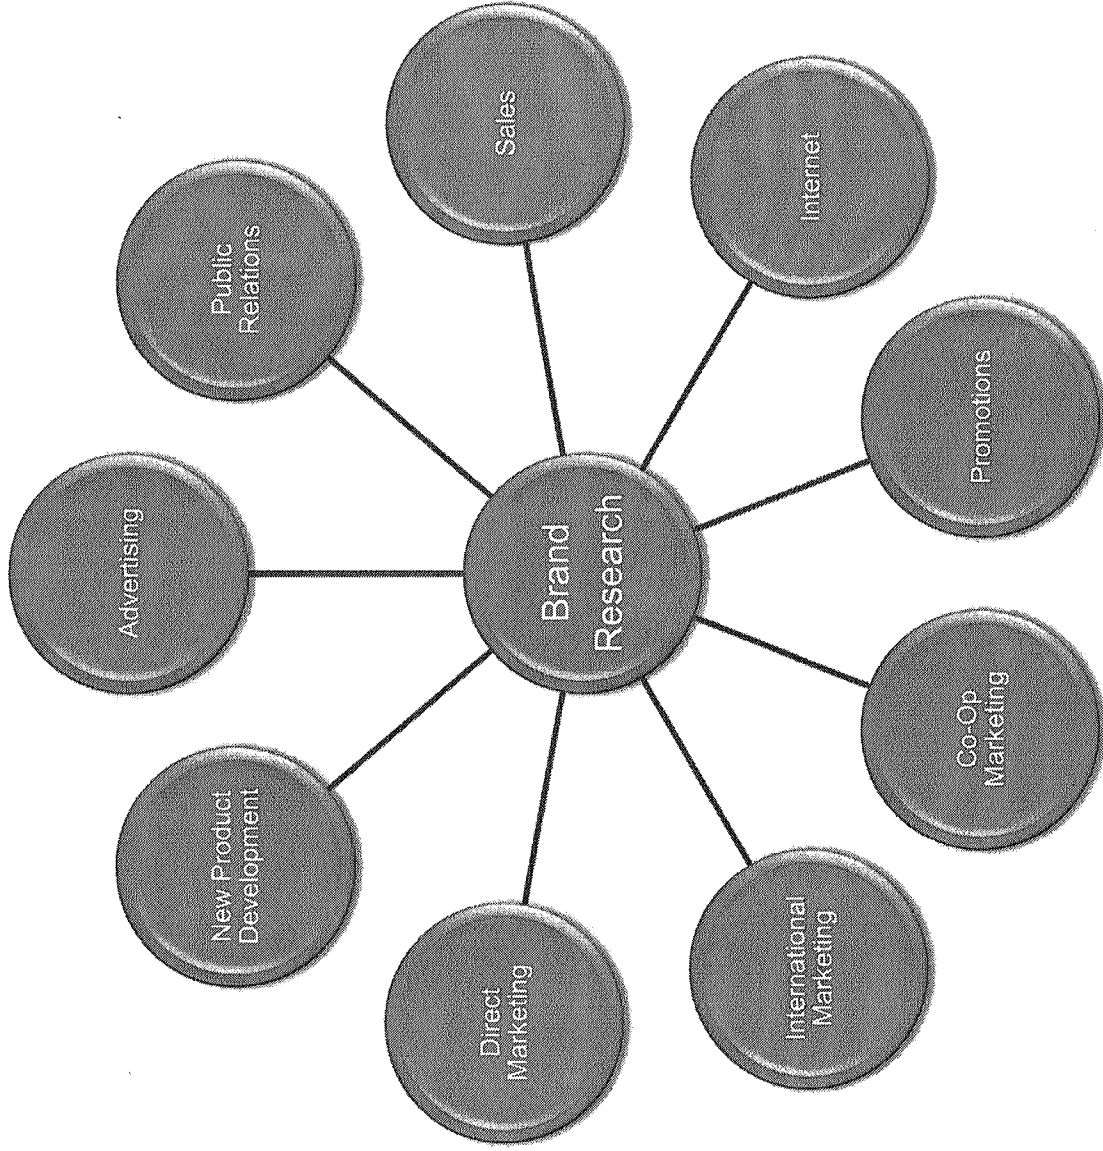 Brand
Research
Advertising
Public
Relations
Sales
Internet
Promotions
Co-Op
Marketing
International
Marketing
Direct
Marketing
New Product
Development